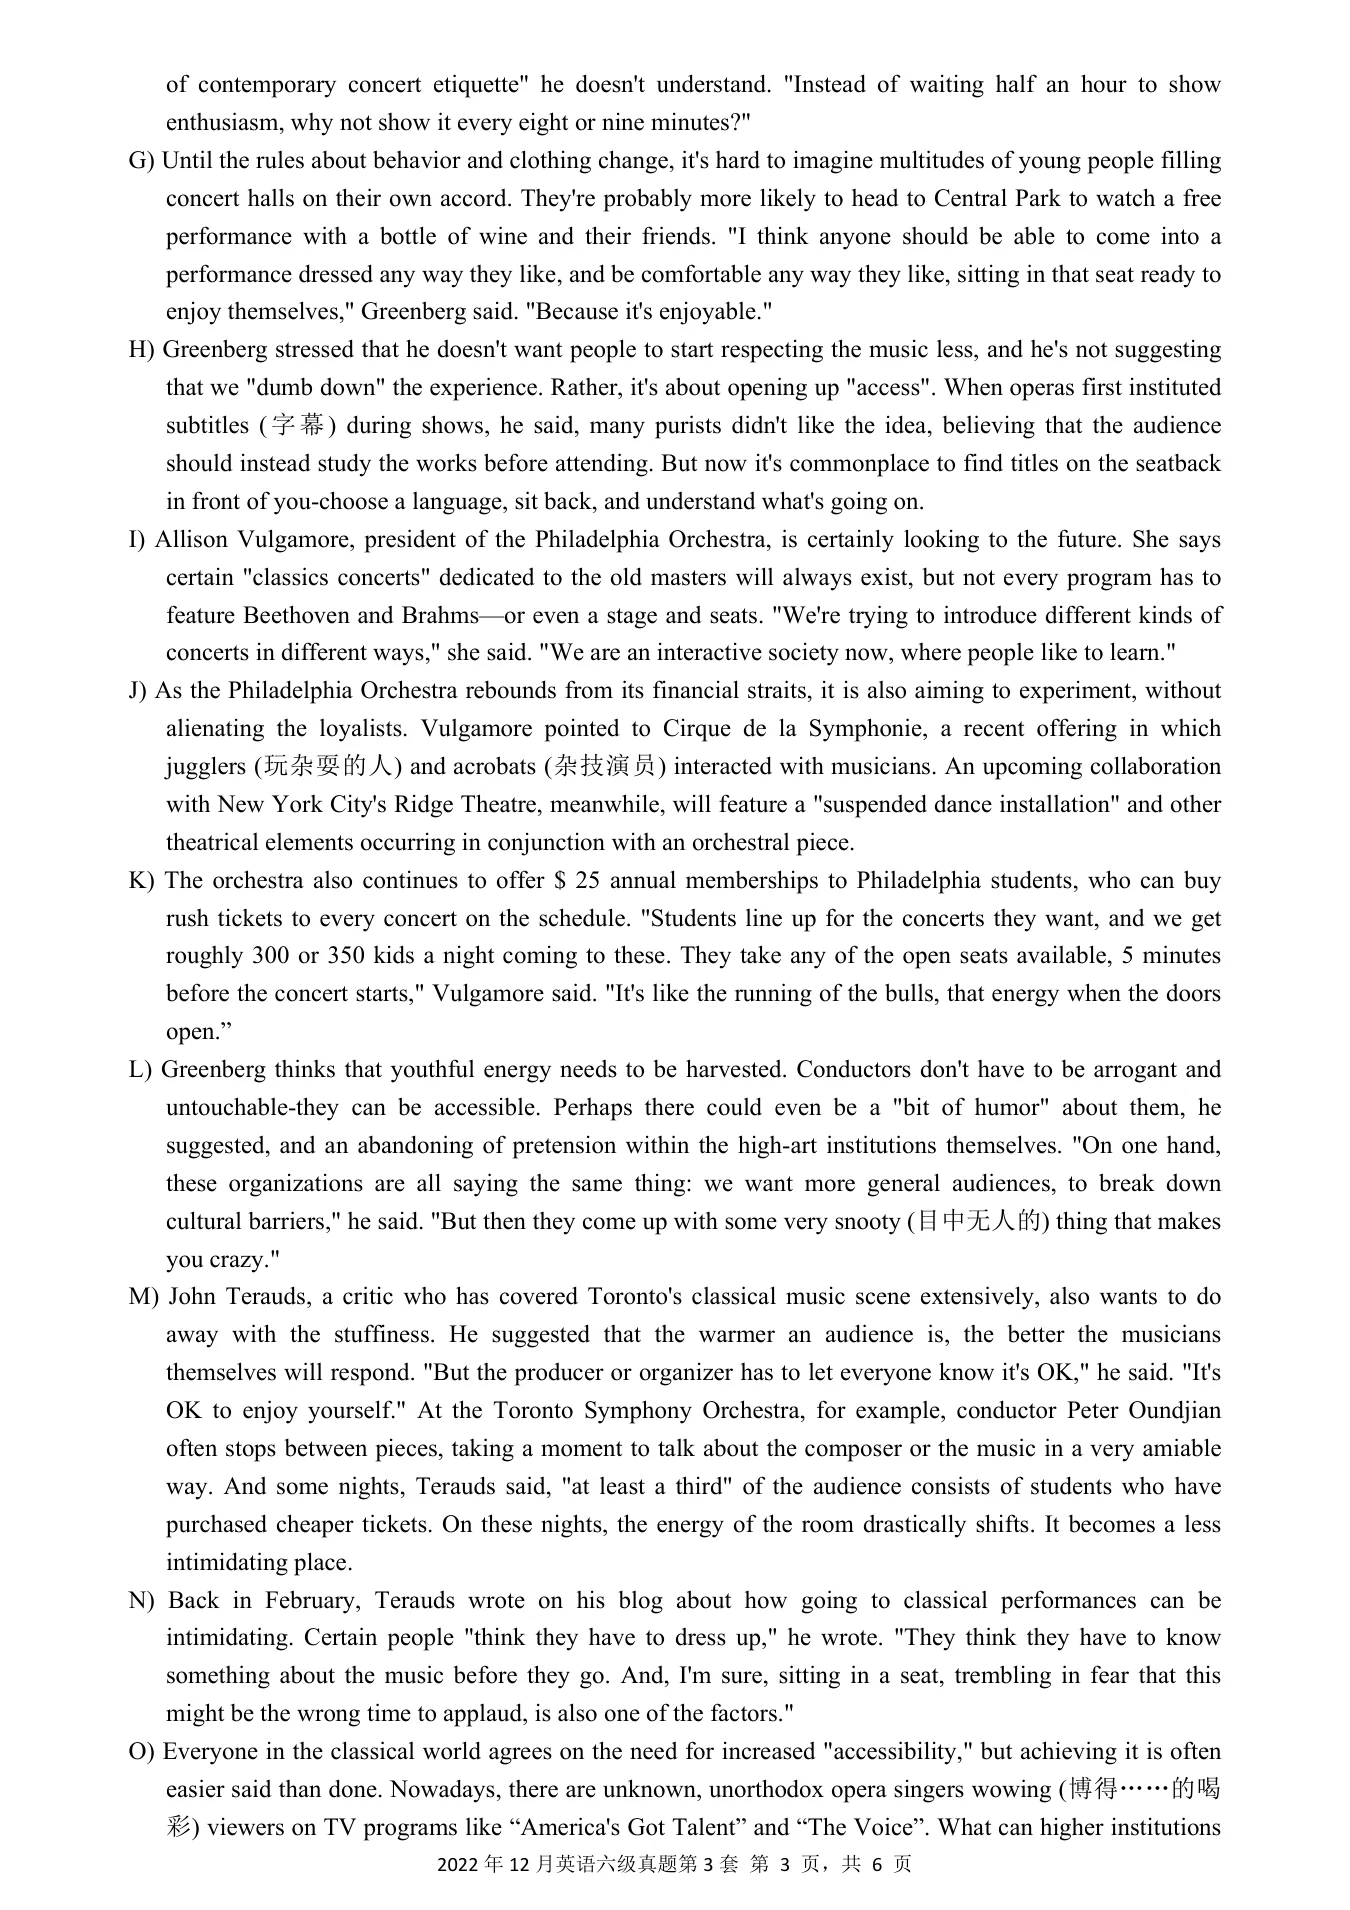 of contemporary concert etiquette" he doesn't understand. "Instead of waiting half an hour to show
enthusiasm, why not show it every eight or nine minutes?"
G) Until the rules about behavior and clothing change, it's hard to imagine multitudes of young people filling
concert halls on their own accord. They're probably more likely to head to Central Park to watch a free
performance with a bottle of wine and their friends. "I think anyone should be able to come into a
performance dressed any way they like, and be comfortable any way they like, sitting in that seat ready to
enjoy themselves," Greenberg said. "Because it's enjoyable."
H) Greenberg stressed that he doesn't want people to start respecting the music less, and he's not suggesting
that we "dumb down" the experience. Rather, it's about opening up "access". When operas first instituted
subtitles (字幕) during shows, he said, many purists didn't like the idea, believing that the audience
should instead study the works before attending. But now it's commonplace to find titles on the seatback
in front of you-choose a language, sit back, and understand what's going on.
I) Allison Vulgamore, president of the Philadelphia Orchestra, is certainly looking to the future. She says
certain "classics concerts" dedicated to the old masters will always exist, but not every program has to
feature Beethoven and Brahms—or even a stage and seats. "We're trying to introduce different kinds of
concerts in different ways," she said. "We are an interactive society now, where people like to learn."
J) As the Philadelphia Orchestra rebounds from its financial straits, it is also aiming to experiment, without
alienating the loyalists. Vulgamore pointed to Cirque de la Symphonie, a recent offering in which
jugglers (玩杂耍的人) and acrobats (杂技演员) interacted with musicians. An upcoming collaboration
with New York City's Ridge Theatre, meanwhile, will feature a "suspended dance installation" and other
theatrical elements occurring in conjunction with an orchestral piece.
K) The orchestra also continues to offer $ 25 annual memberships to Philadelphia students, who can buy
rush tickets to every concert on the schedule. "Students line up for the concerts they want, and we get
roughly 300 or 350 kids a night coming to these. They take any of the open seats available, 5 minutes
before the concert starts," Vulgamore said. "It's like the running of the bulls, that energy when the doors
open.”
L) Greenberg thinks that youthful energy needs to be harvested. Conductors don't have to be arrogant and
untouchable-they can be accessible. Perhaps there could even be a "bit of humor" about them, he
suggested, and an abandoning of pretension within the high-art institutions themselves. "On one hand,
these organizations are all saying the same thing: we want more general audiences, to break down
cultural barriers," he said. "But then they come up with some very snooty (目中无人的) thing that makes
you crazy."
M) John Terauds, a critic who has covered Toronto's classical music scene extensively, also wants to do
away with the stuffiness. He suggested that the warmer an audience is, the better the musicians
themselves will respond. "But the producer or organizer has to let everyone know it's OK," he said. "It's
OK to enjoy yourself." At the Toronto Symphony Orchestra, for example, conductor Peter Oundjian
often stops between pieces, taking a moment to talk about the composer or the music in a very amiable
way. And some nights, Terauds said, "at least a third" of the audience consists of students who have
purchased cheaper tickets. On these nights, the energy of the room drastically shifts. It becomes a less
intimidating place.
N) Back in February, Terauds wrote on his blog about how going to classical performances can be
intimidating. Certain people "think they have to dress up," he wrote. "They think they have to know
something about the music before they go. And, I'm sure, sitting in a seat, trembling in fear that this
might be the wrong time to applaud, is also one of the factors."
O) Everyone in the classical world agrees on the need for increased "accessibility," but achieving it is often
easier said than done. Nowadays, there are unknown, unorthodox opera singers wowing (博得……的喝
彩) viewers on TV programs like “America's Got Talent” and “The Voice”. What can higher institutions
2022 年 12 月英语六级真题第 3 套 第 3 页，共 6 页